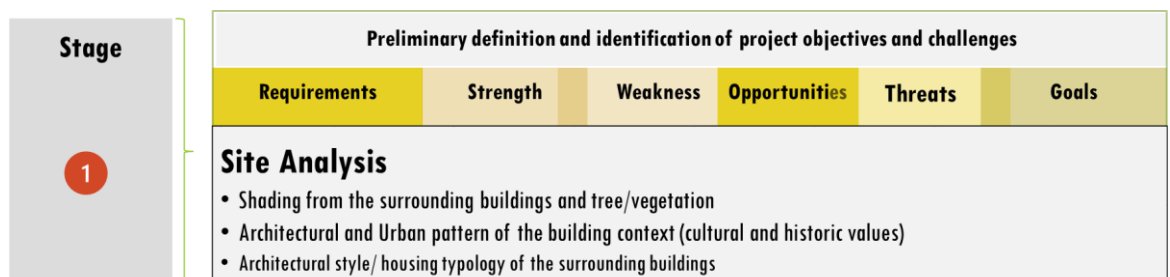 Stage
1
Preliminary definition and identification of project objectives and challenges
Requirements Strength Weakness Opportunities Threats Goals
Site Analysis
• Shading from the surrounding buildings and tree/vegetation
• Architectural and Urban pattern of the building context (cultural and historic values)
• Architectural style/ housing typology of the surrounding buildings